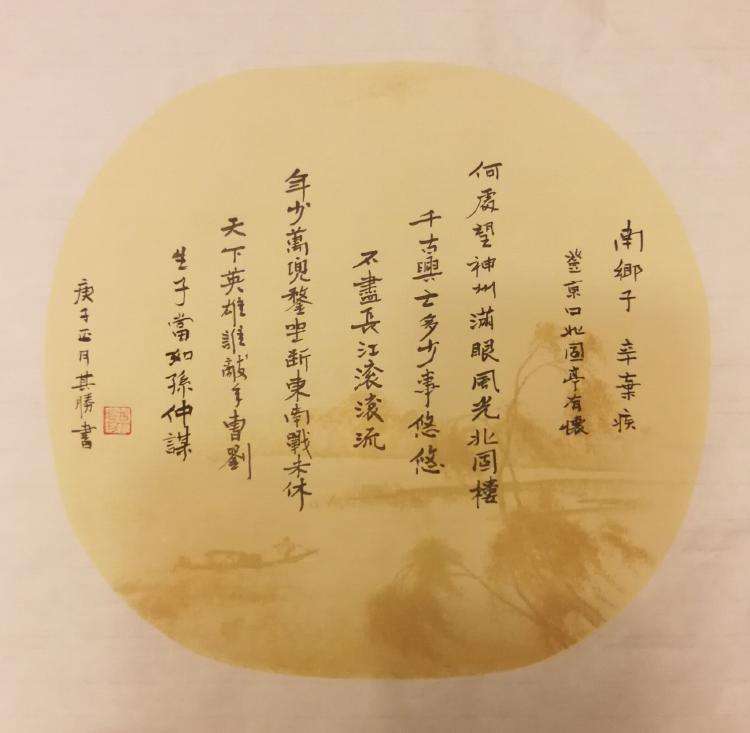 南鄉子 辛棄疾
登京口北固亭有懷
何處望神州滿眼風光北固樓
千古興亡多少事悠悠
不盡長江滚滚流
年少萬兜鍪坐断東南戰未休
天下英雄誰敵手曹劉
生子當如孫仲謀
庚子正月其勝書